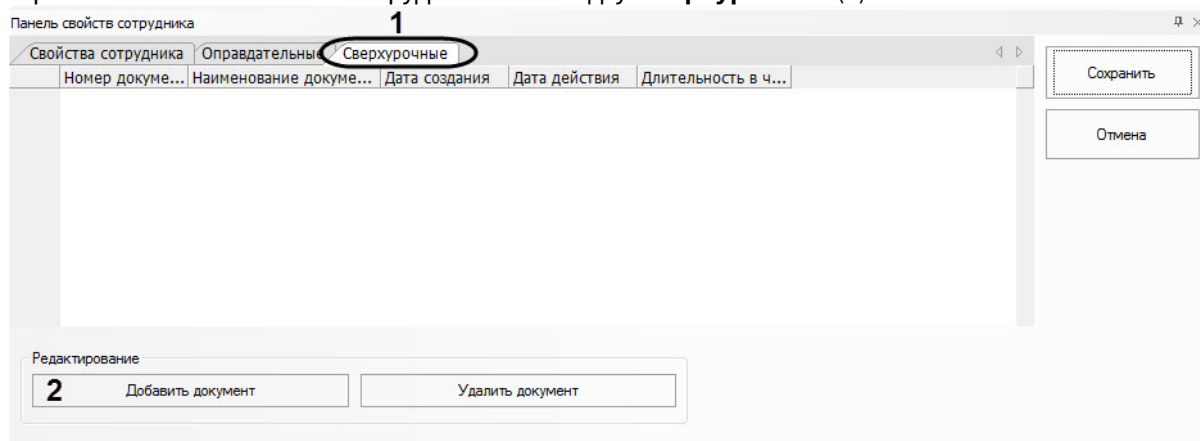 Панель свойств сотрудника
1
Свойства сотрудника Оправдательные Сверхурочные
Номер докуме... Наименование докуме... Дата создания Дата действия Длительность в ч...
Сохранить
Отмена
Редактирование
2 Добавить документ Удалить документ